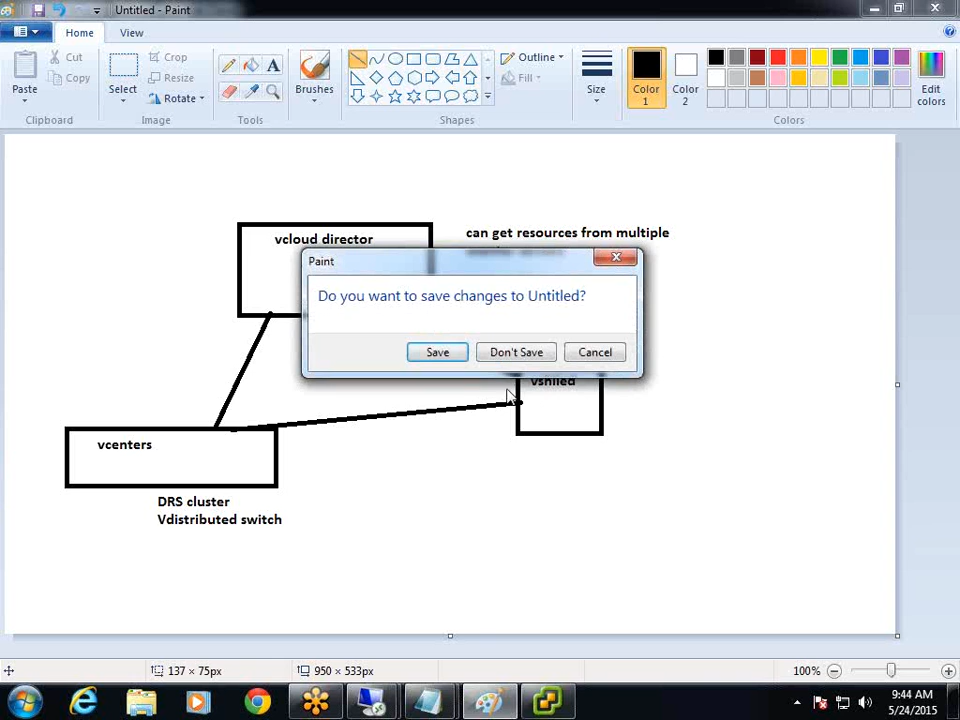 Untitled - Paint
Home
View
Paste
Cut
Copy
Clipboard
Select
Crop
Resize
Rotate
Image
Tools
Brushes
Outline
Fill
Shapes
Size
Color 1
Color 2
Edit colors
Colors
vcloud director
can get resources from multiple
Paint
Do you want to save changes to Untitled?
Save
Don't Save
Cancel
vshiled
vcenters
DRS cluster
Vdistributed switch
137 × 75px
950 × 533px
100%
9:44 AM
5/24/2015